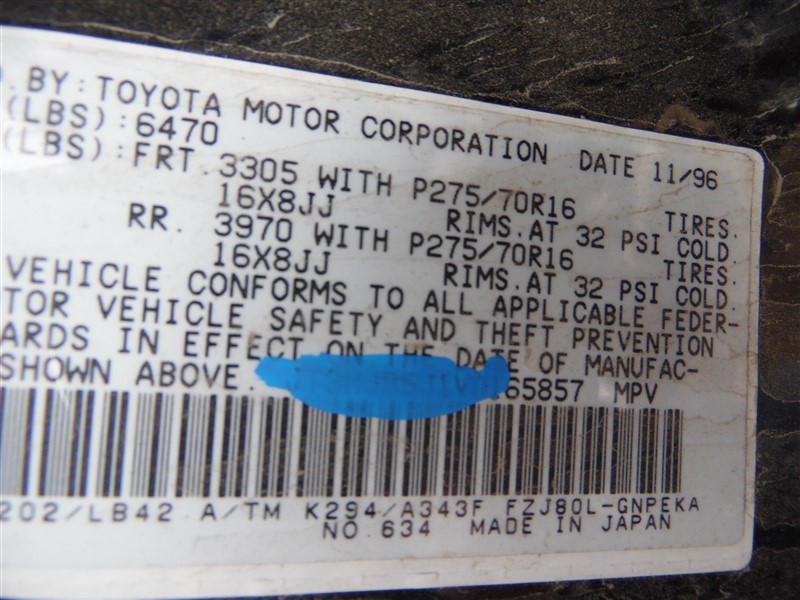 . BY: TOYOTA MOTOR CORPORATION DATE 11/96
(LBS): 6470
(LBS): FRT. 3305 WITH P275/70R16 TIRES.
16X8JJ RIMS. AT 32 PSI COLD.
RR. 3970 WITH P275/70R16 TIRES.
16X8JJ RIMS. AT 32 PSI COLD.
VEHICLE CONFORMS TO ALL APPLICABLE FEDER-
TOR VEHICLE SAFETY AND THEFT PREVENTION
ARDS IN EFFECT ON THE DATE OF MANUFAC-
SHOWN ABOVE. 65857 MPV
202/LB42 A/TM K294/A343F FZJ80L-GNPEKA
NO. 634 MADE IN JAPAN